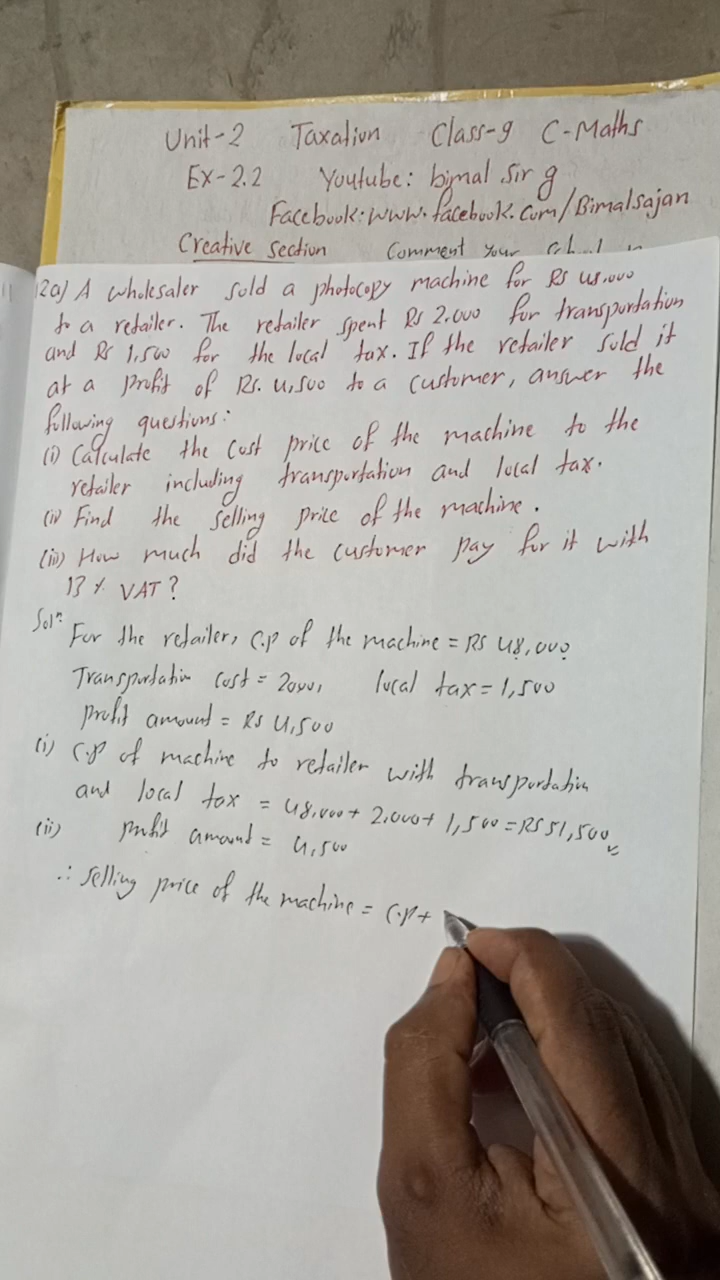 Unit-2 Taxation Class-9 C-Maths
Ex-2.2 Youtube: bimal sir g
Facebook: www.facebook.com/Bimalsajan
Creative section Comment your
12a) A wholesaler sold a photocopy machine for Rs 48,000
to a retailer. The retailer spent Rs 2,000 for transportation
and Rs 1,500 for the local tax. If the retailer sold it
at a profit of Rs. 4,500 to a customer, answer the
following questions:
(i) Calculate the cost price of the machine to the
retailer including transportation and local tax.
(ii) Find the selling price of the machine.
(iii) How much did the customer pay for it with
13% VAT?
Solⁿ
For the retailer, C.P of the machine = RS 48,000
Transportation cost = 2000, local tax = 1,500
profit amount = Rs 4,500
(i) C.P of machine to retailer with transportation
and local tax = 48,000 + 2,000 + 1,500 = RS 51,500
(ii) profit amount = 4,500
∴ Selling price of the machine = C.P +